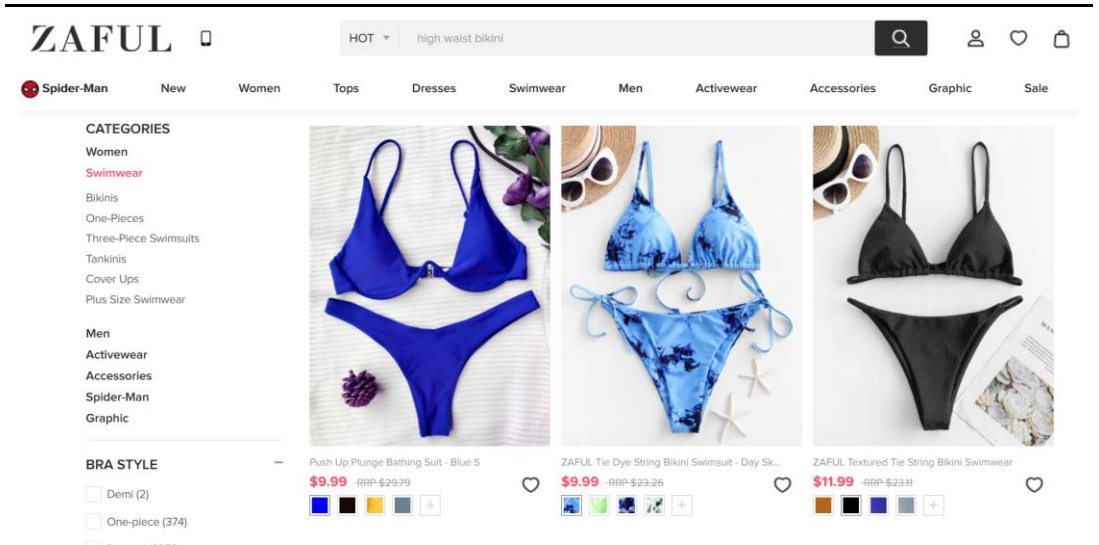 ZAFUL
HOT
high waist bikini
Spider-Man New Women Tops Dresses Swimwear Men Activewear Accessories Graphic Sale
CATEGORIES
Women
Swimwear
Bikinis
One-Pieces
Three-Piece Swimsuits
Tankinis
Cover Ups
Plus Size Swimwear
Men
Activewear
Accessories
Spider-Man
Graphic
BRA STYLE
Demi (2)
One-piece (374)
Push Up Plunge Bathing Suit - Blue S
$9.99 RRP $29.79
ZAFUL Tie Dye String Bikini Swimsuit - Day Sk...
$9.99 RRP $23.26
ZAFUL Textured Tie String Bikini Swimwear
$11.99 RRP $23.11